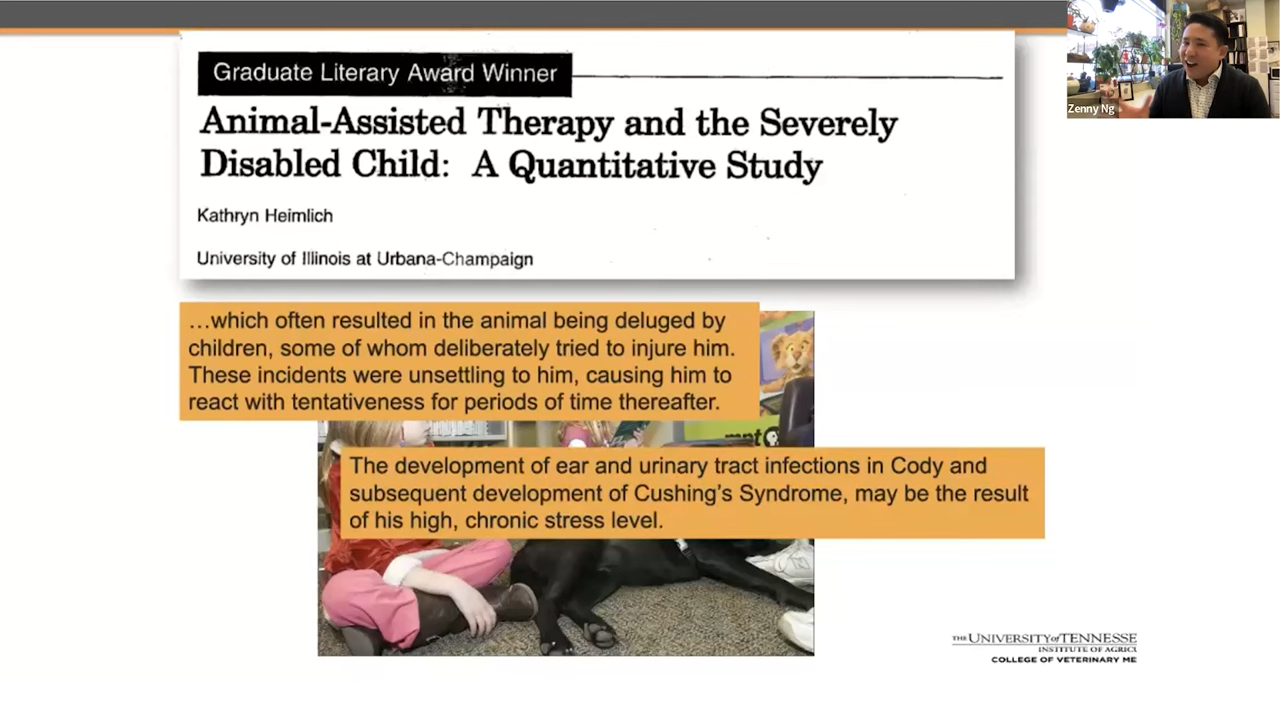 Graduate Literary Award Winner
Animal-Assisted Therapy and the Severely
Disabled Child: A Quantitative Study
Kathryn Heimlich
University of Illinois at Urbana-Champaign
Zenny Ng
…which often resulted in the animal being deluged by
children, some of whom deliberately tried to injure him.
These incidents were unsettling to him, causing him to
react with tentativeness for periods of time thereafter.
mpt
The development of ear and urinary tract infections in Cody and
subsequent development of Cushing's Syndrome, may be the result
of his high, chronic stress level.
THE UNIVERSITY of TENNESSE
INSTITUTE OF AGRICU
COLLEGE OF VETERINARY ME